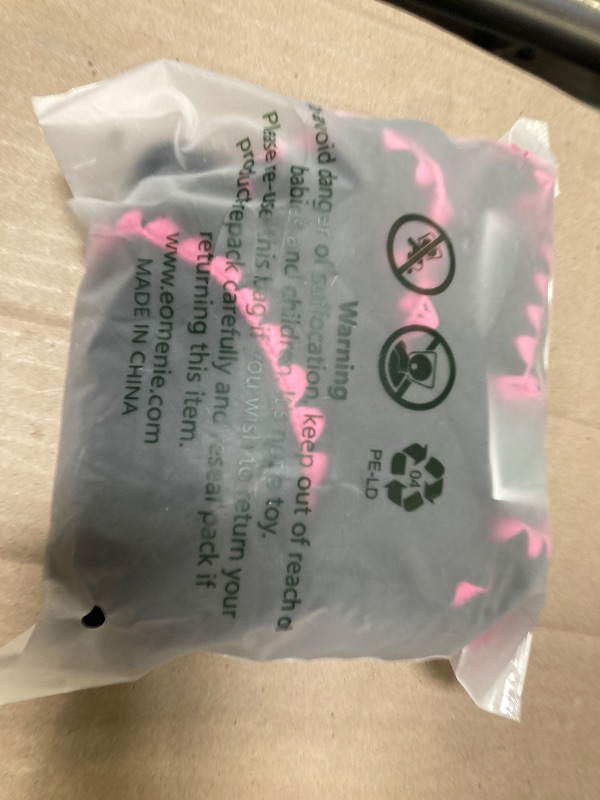 Warning
avoid danger of suffocation, keep out of reach of
babies and children. It's not a toy.
Please re-use this bag if you wish to return your
product repack carefully and reseal pack if
returning this item.
www.eomenie.com
MADE IN CHINA
04
PE-LD